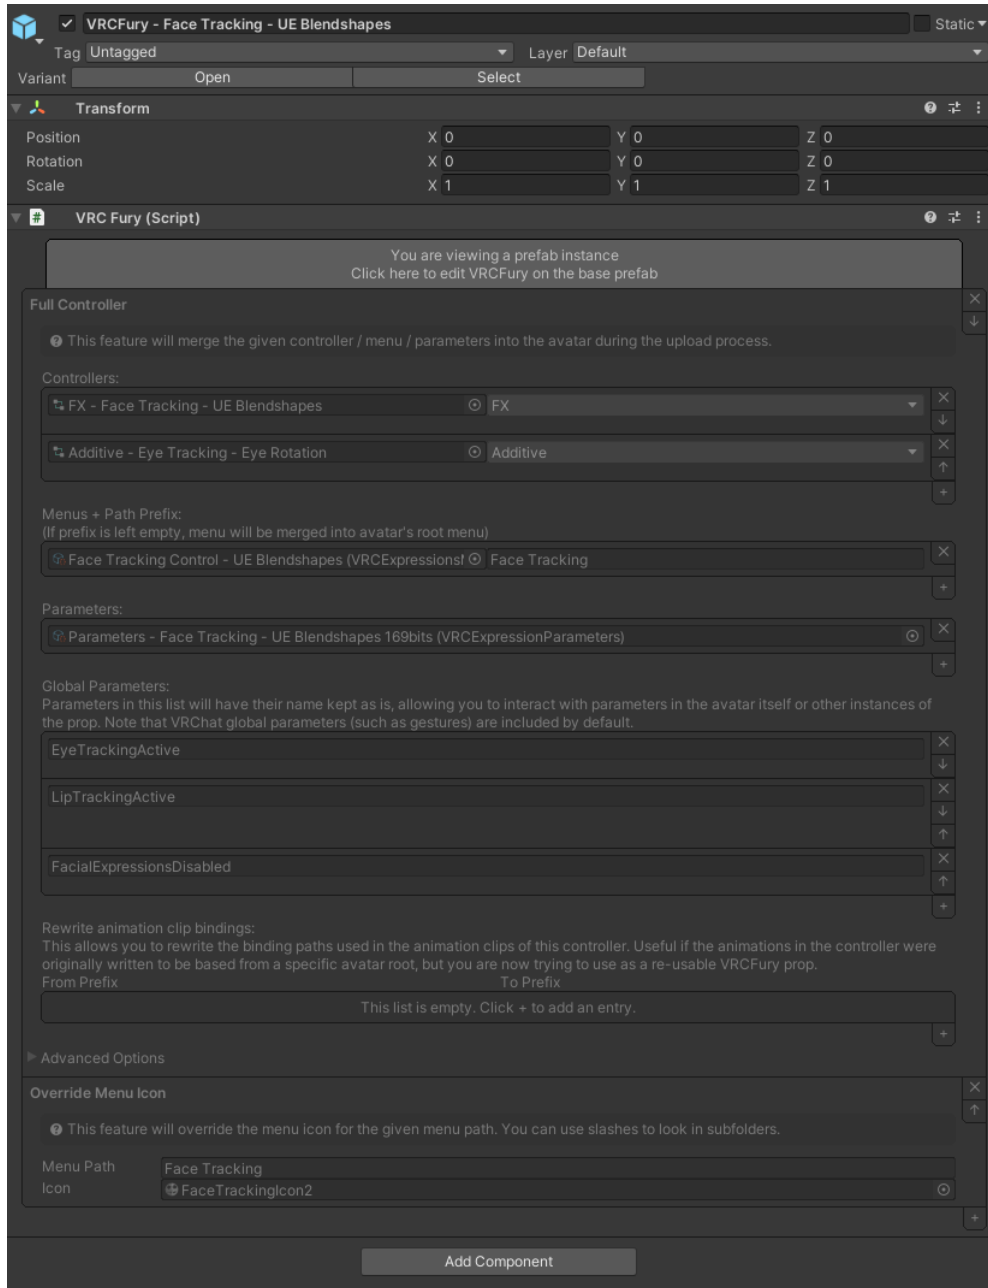 VRCFury - Face Tracking - UE Blendshapes
Static
Tag Untagged Layer Default
Variant Open Select
Transform
Position X 0 Y 0 Z 0
Rotation X 0 Y 0 Z 0
Scale X 1 Y 1 Z 1
# VRC Fury (Script)
You are viewing a prefab instance
Click here to edit VRCFury on the base prefab
Full Controller
This feature will merge the given controller / menu / parameters into the avatar during the upload process.
Controllers:
FX - Face Tracking - UE Blendshapes FX
Additive - Eye Tracking - Eye Rotation Additive
Menus + Path Prefix:
(If prefix is left empty, menu will be merged into avatar's root menu)
Face Tracking Control - UE Blendshapes (VRCExpressions Face Tracking
Parameters:
Parameters - Face Tracking - UE Blendshapes 169bits (VRCExpressionParameters)
Global Parameters:
Parameters in this list will have their name kept as is, allowing you to interact with parameters in the avatar itself or other instances of
the prop. Note that VRChat global parameters (such as gestures) are included by default.
EyeTrackingActive
LipTrackingActive
FacialExpressionsDisabled
Rewrite animation clip bindings:
This allows you to rewrite the binding paths used in the animation clips of this controller. Useful if the animations in the controller were
originally written to be based from a specific avatar root, but you are now trying to use as a re-usable VRCFury prop.
From Prefix To Prefix
This list is empty. Click + to add an entry.
Advanced Options
Override Menu Icon
This feature will override the menu icon for the given menu path. You can use slashes to look in subfolders.
Menu Path Face Tracking
Icon FaceTrackingIcon2
Add Component